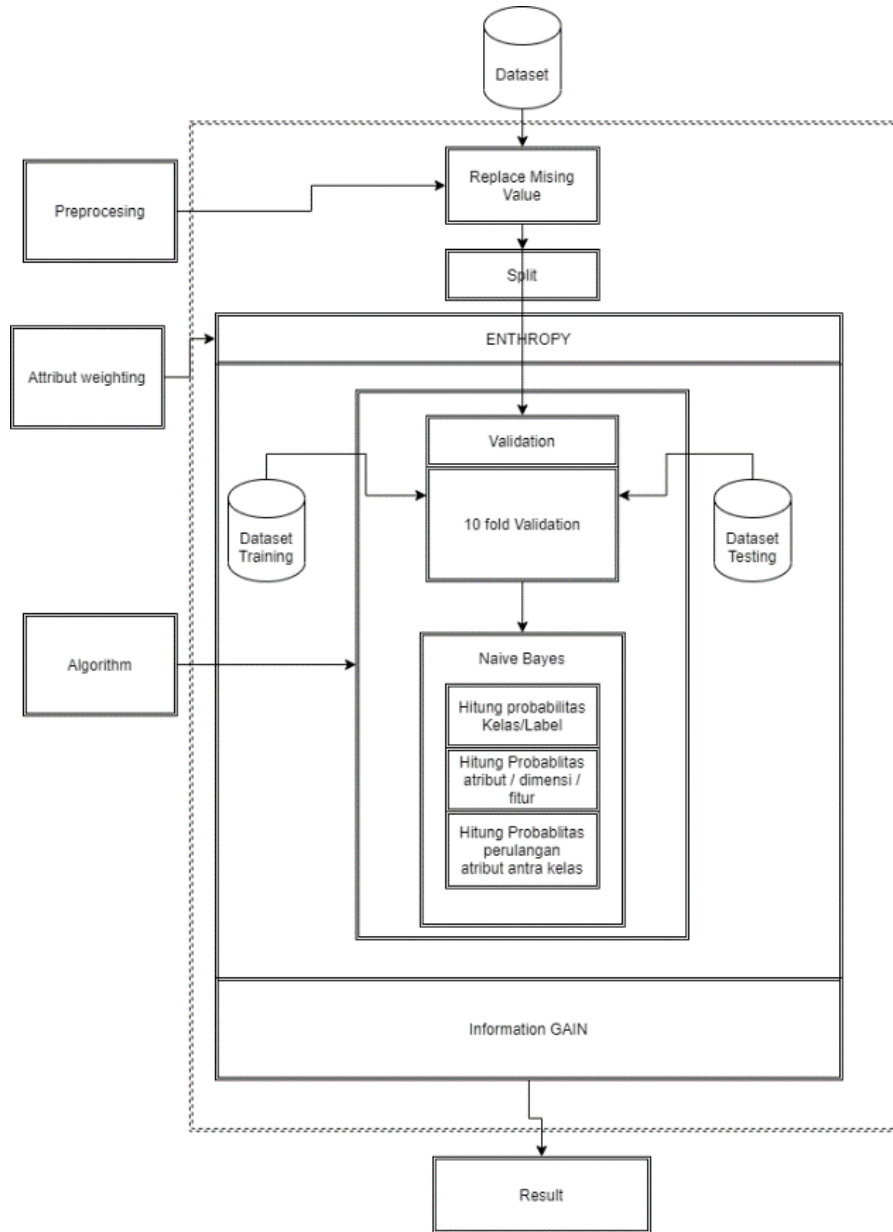 Dataset
Replace Mising
Value
Preprocesing
Split
ENTHROPY
Attribut weighting
Validation
10 fold Validation
Dataset
Training
Dataset
Testing
Algorithm
Naive Bayes
Hitung probabilitas
Kelas/Label
Hitung Probablitas
atribut / dimensi /
fitur
Hitung Probablitas
perulangan
atribut antra kelas
Information GAIN
Result